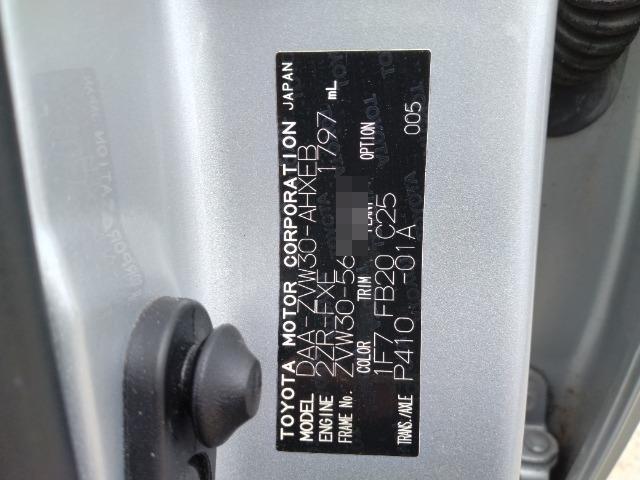 TOYOTA MOTOR CORPORATION JAPAN
MODEL DAA-ZVW30-AHXEB
ENGINE 2ZR-FXE 1797 mL
FRAME No. ZVW30-56
COLOR TRIM PLANT OPTION
1F7 FB20 C25 005
TRANS./AXLE P410 -01A